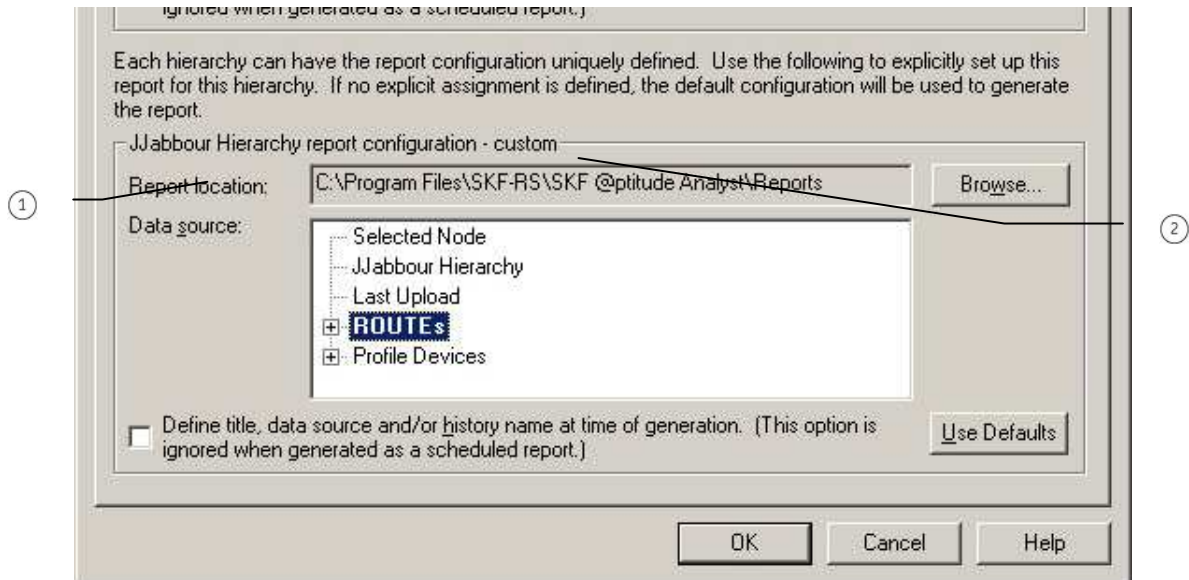 ignored when generated as a scheduled report.)
Each hierarchy can have the report configuration uniquely defined. Use the following to explicitly set up this
report for this hierarchy. If no explicit assignment is defined, the default configuration will be used to generate
the report.
JJabbour Hierarchy report configuration - custom
Report location:
C:\Program Files\SKF-RS\SKF @ptitude Analyst\Reports
Browse...
1
2
Data source:
Selected Node
JJabbour Hierarchy
Last Upload
ROUTEs
Profile Devices
Define title, data source and/or history name at time of generation. (This option is
ignored when generated as a scheduled report.)
Use Defaults
OK
Cancel
Help